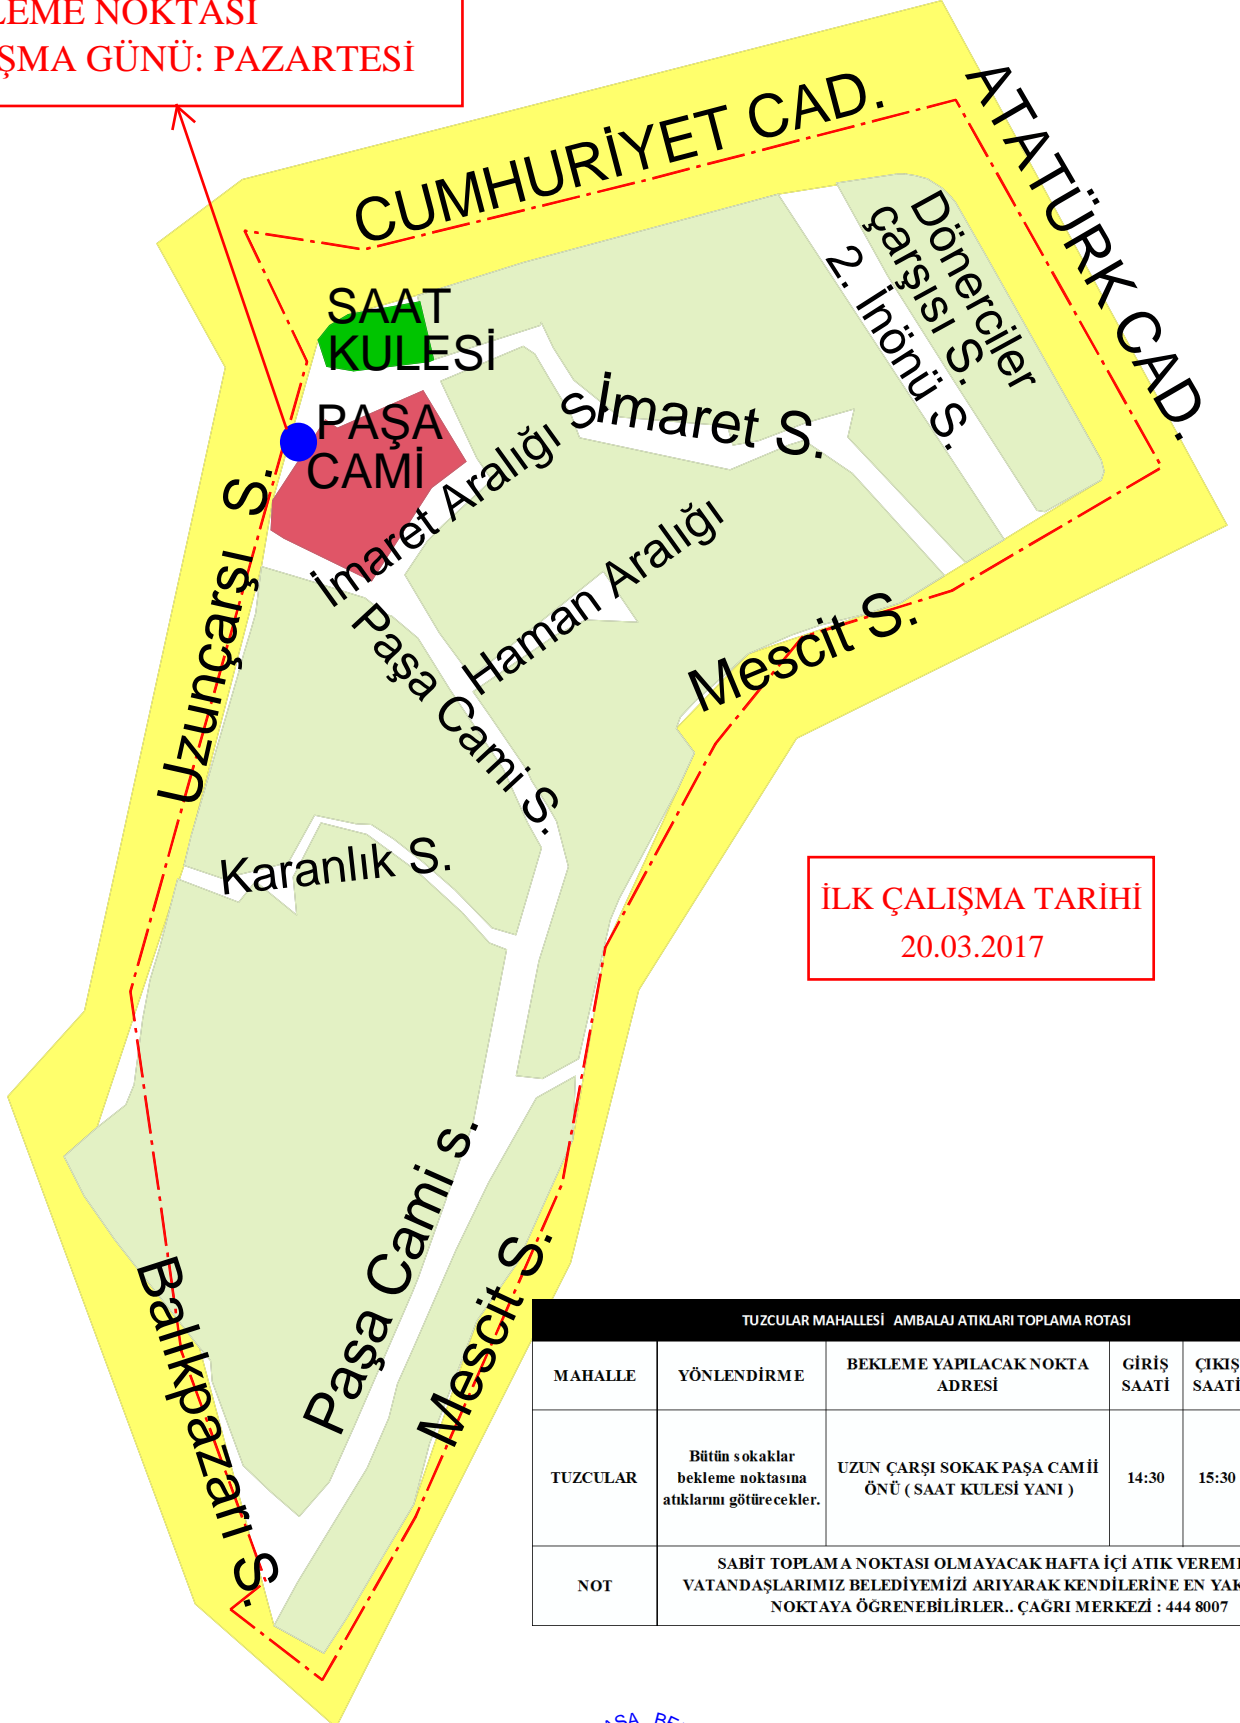 NOKTASI
GÜNÜ: PAZARTESİ
CUMHURİYET CAD.
ATATÜRK CAD.
Dönerciler
çarşısı S.
2. İnönü S.
SAAT
KULESİ
PAŞA
CAMİ
İmaret S.
İmaret Aralığı S.
Haman Aralığı
Uzunçarşı S.
Paşa Cami S.
Mescit S.
Karanlık S.
İLK ÇALIŞMA TARİHİ
20.03.2017
Paşa Cami s.
Mescit S.
Balıkpazarı S.
TUZCULAR MAHALLESİ AMBALAJ ATIKLARI TOPLAMA ROTASI
MAHALLE
YÖNLENDİRME
BEKLEME YAPILACAK NOKTA
ADRESİ
GİRİŞ
SAATİ
ÇIKIŞ
SAATİ
TUZCULAR
Bütün sokaklar
bekleme noktasına
atıklarını götürecekler.
UZUN ÇARŞI SOKAK PAŞA CAMİİ
ÖNÜ ( SAAT KULESİ YANI )
14:30
15:30
NOT
SABİT TOPLAMA NOKTASI OLMAYACAK HAFTA İÇİ ATIK
VATANDAŞLARIMIZ BELEDİYEMİZİ ARIYARAK KENDİLERİNE EN
NOKTAYA ÖĞRENEBİLİRLER.. ÇAĞRI MERKEZİ : 444 8007